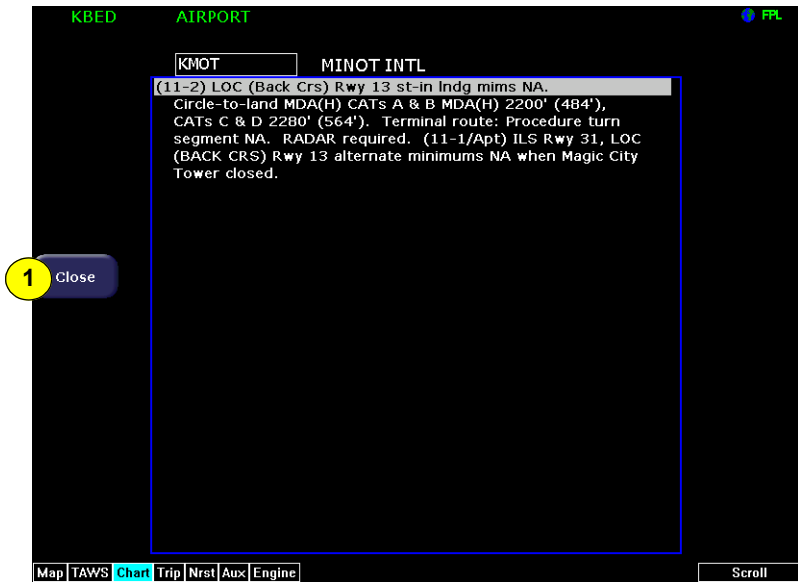 KBED AIRPORT FPL
KMOT MINOT INTL
(11-2) LOC (Back Crs) Rwy 13 st-in lndg mims NA.
Circle-to-land MDA(H) CATs A & B MDA(H) 2200' (484'),
CATs C & D 2280' (564'). Terminal route: Procedure turn
segment NA. RADAR required. (11-1/Apt) ILS Rwy 31, LOC
(BACK CRS) Rwy 13 alternate minimums NA when Magic City
Tower closed.
1 Close
Map TAWS Chart Trip Nrst Aux Engine Scroll